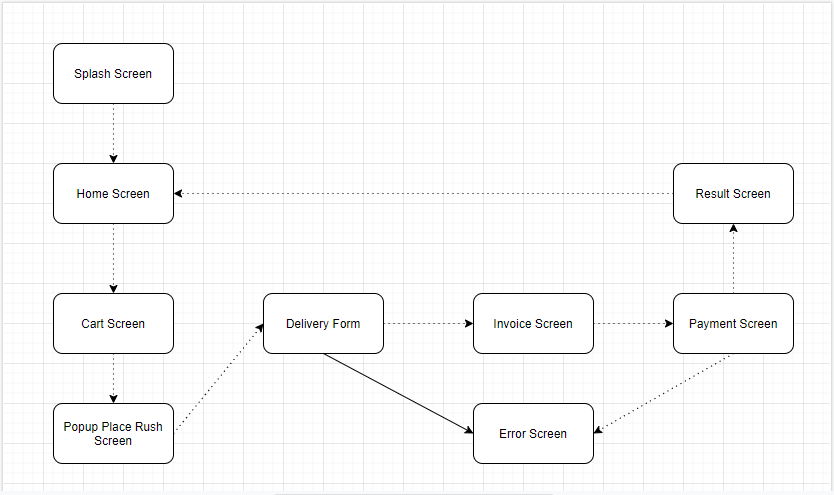 Splash Screen
Home Screen
Result Screen
Cart Screen
Delivery Form
Invoice Screen
Payment Screen
Popup Place Rush
Screen
Error Screen